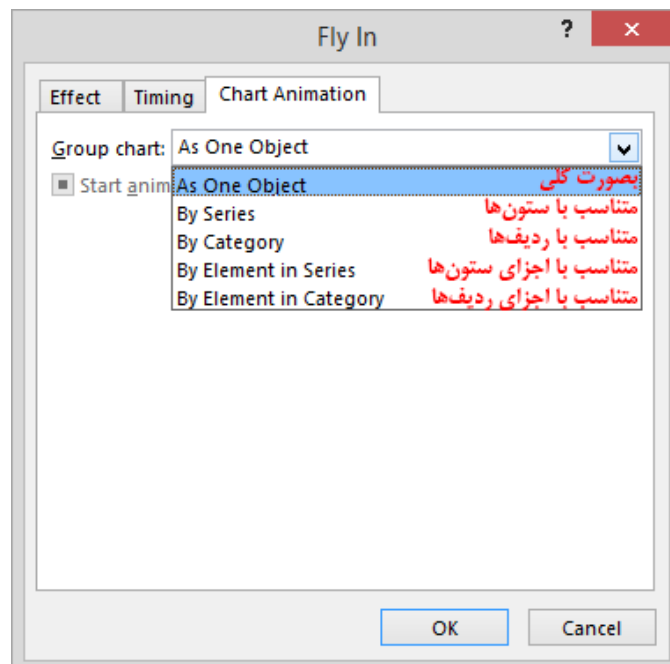 Fly In
?
×
Effect Timing Chart Animation
Group chart: As One Object
Start anim
As One Object بصورت کلی
By Series متناسب با ستون‌ها
By Category متناسب با ردیف‌ها
By Element in Series متناسب با اجزای ستون‌ها
By Element in Category متناسب با اجزای ردیف‌ها
OK Cancel